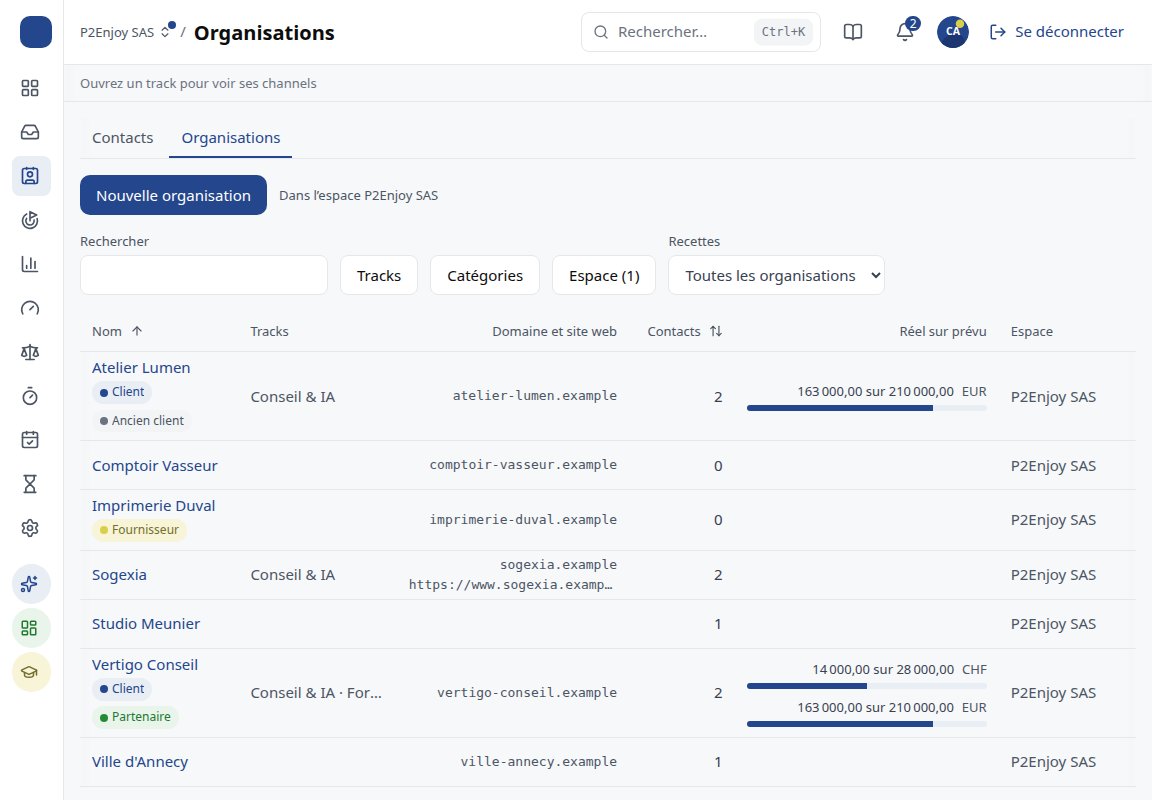 P2Enjoy SAS / Organisations
Rechercher... Ctrl+K
2
CA
Se déconnecter
Ouvrez un track pour voir ses channels
Contacts Organisations
Nouvelle organisation Dans l'espace P2Enjoy SAS
Rechercher Recettes
Tracks Catégories Espace (1) Toutes les organisations
Nom Tracks Domaine et site web Contacts Réel sur prévu Espace
Atelier Lumen
Client
Ancien client
Conseil & IA atelier-lumen.example 2 163 000,00 sur 210 000,00 EUR P2Enjoy SAS
Comptoir Vasseur comptoir-vasseur.example 0 P2Enjoy SAS
Imprimerie Duval
Fournisseur
imprimerie-duval.example 0 P2Enjoy SAS
Sogexia Conseil & IA sogexia.example 2 P2Enjoy SAS
https://www.sogexia.examp…
Studio Meunier 1 P2Enjoy SAS
Vertigo Conseil
Client
Partenaire
Conseil & IA · For… vertigo-conseil.example 2 P2Enjoy SAS
14 000,00 sur 28 000,00 CHF
163 000,00 sur 210 000,00 EUR
Ville d'Annecy ville-annecy.example 1 P2Enjoy SAS